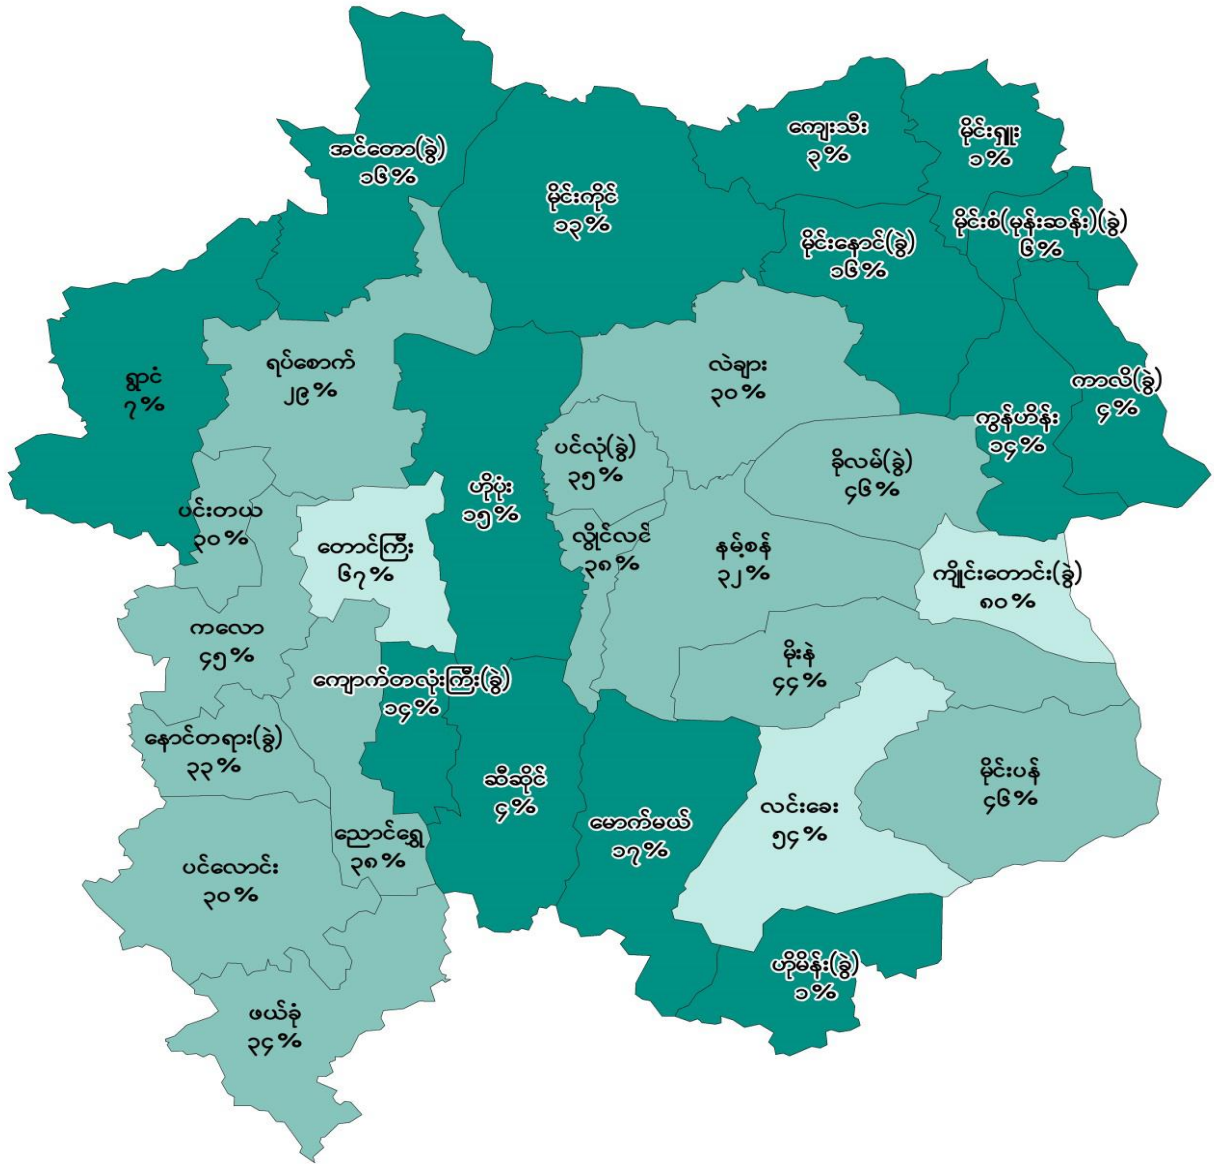 အင်တော(ခွဲ)
၁၆%
မိုင်းကိုင်
၁၃%
ကျေးသီး
၃%
မိုင်းရှူး
၁%
မိုင်းနောင်(ခွဲ)
၁၆%
မိုင်းစံ(မုန်းဆန်း)(ခွဲ)
၆%
ရွာငံ
၇%
ရပ်စောက်
၂၉%
လဲချား
၃၀%
ကာလိ(ခွဲ)
၄%
ကွန်ဟိန်း
၁၄%
ပင်လုံ(ခွဲ)
၃၅%
ခိုလမ်(ခွဲ)
၄၆%
ဟိုပုံး
၁၅%
ပင်းတယ
၃၀%
တောင်ကြီး
၆၇%
လွိုင်လင်
၃၈%
နမ့်စန်
၃၂%
ကျိုင်းတောင်း(ခွဲ)
၈၀%
ကလော
၄၅%
မိုးနဲ
၄၄%
ကျောက်တလုံးကြီး(ခွဲ)
၁၄%
နောင်တရား(ခွဲ)
၃၃%
ဆီဆိုင်
၄%
မိုင်းပန်
၄၆%
လင်းခေး
၅၄%
မောက်မယ်
၁၇%
ညောင်ရွှေ
၃၈%
ပင်လောင်း
၃၀%
ဟိုမိန်း(ခွဲ)
၁%
ဖယ်ခုံ
၃၄%